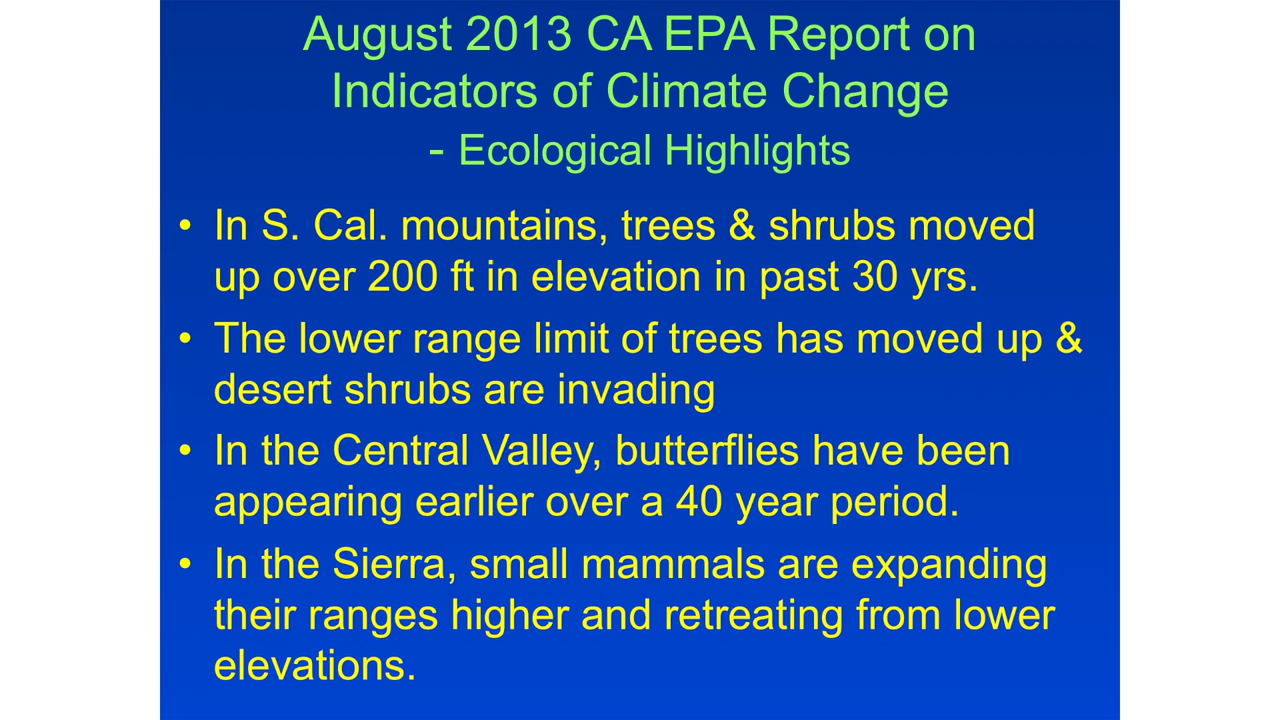 August 2013 CA EPA Report on
Indicators of Climate Change
- Ecological Highlights
• In S. Cal. mountains, trees & shrubs moved
up over 200 ft in elevation in past 30 yrs.
• The lower range limit of trees has moved up &
desert shrubs are invading
• In the Central Valley, butterflies have been
appearing earlier over a 40 year period.
• In the Sierra, small mammals are expanding
their ranges higher and retreating from lower
elevations.